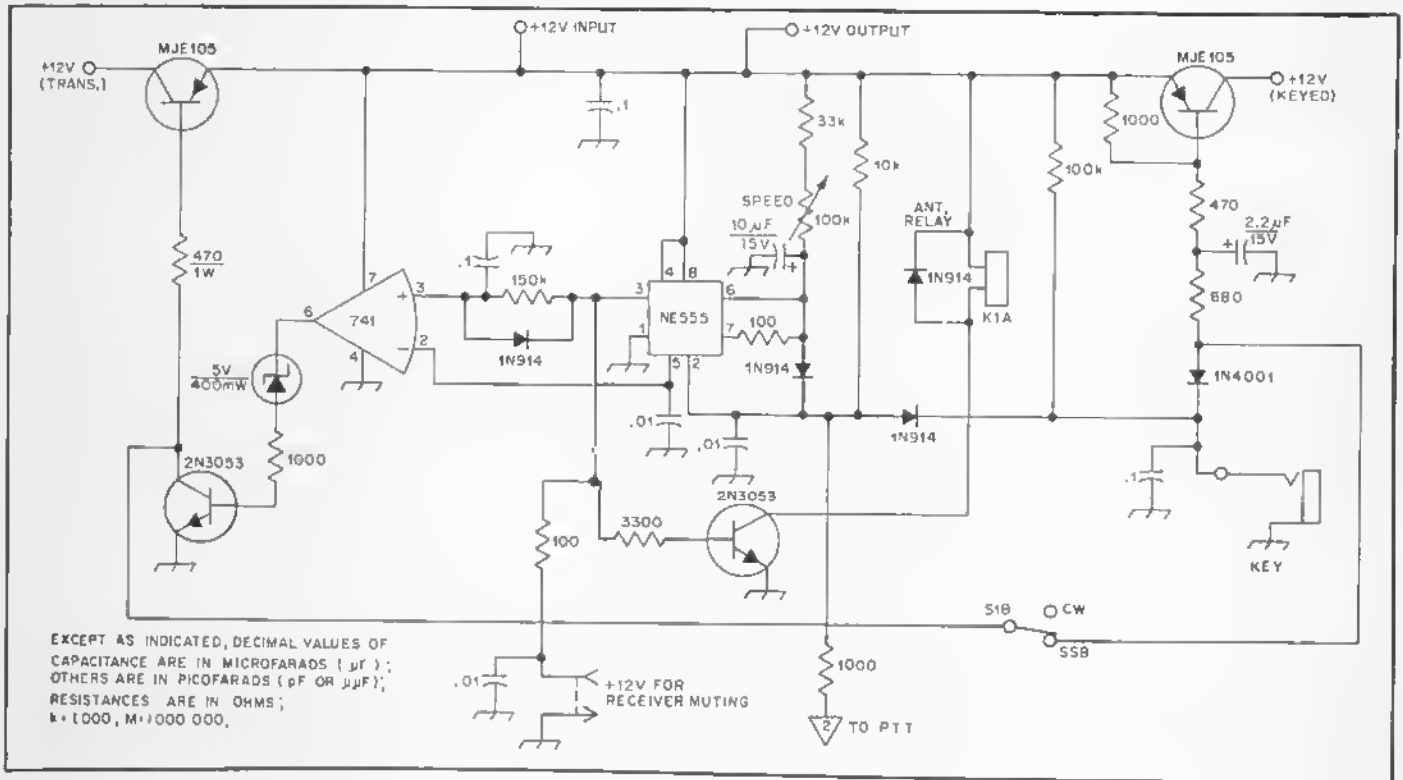 +12V INPUT
+12V OUTPUT
MJE105
+12V
(TRANS.)
MJE105
+12V
(KEYED)
.1
33k
10k
1000
100k
SPEED
100k
10µF
15V
ANT.
RELAY
1N914
K1A
470
2.2µF
15V
680
1N4001
470
1W
.1
150k
1N914
7
6
741
3
2
4
+
−
4
8
3
6
NE555
1
7
5
2
100
1N914
1N914
5V
400mW
1000
.01
.01
2N3053
2N3053
100
3300
.1
KEY
S1B
CW
SSB
EXCEPT AS INDICATED, DECIMAL VALUES OF
CAPACITANCE ARE IN MICROFARADS (µF);
OTHERS ARE IN PICOFARADS (pF OR µµF);
RESISTANCES ARE IN OHMS;
k=1000, M=1000 000.
.01
+12V FOR
RECEIVER MUTING
1000
2
TO PTT